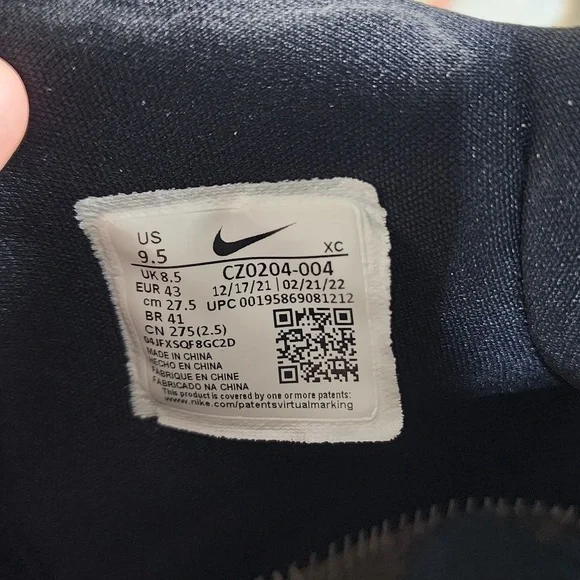 US
9.5
XC
UK 8.5
CZ0204-004
EUR 43
12/17/21 | 02/21/22
cm 27.5
UPC 00195869081212
BR 41
CN 275(2.5)
04JFXSQF8GC2D
MADE IN CHINA
HECHO EN CHINA
FABRIQUE EN CHINE
FABRICADO NA CHINA
This product is covered by one or more patents:
www.nike.com/patentsvirtualmarking